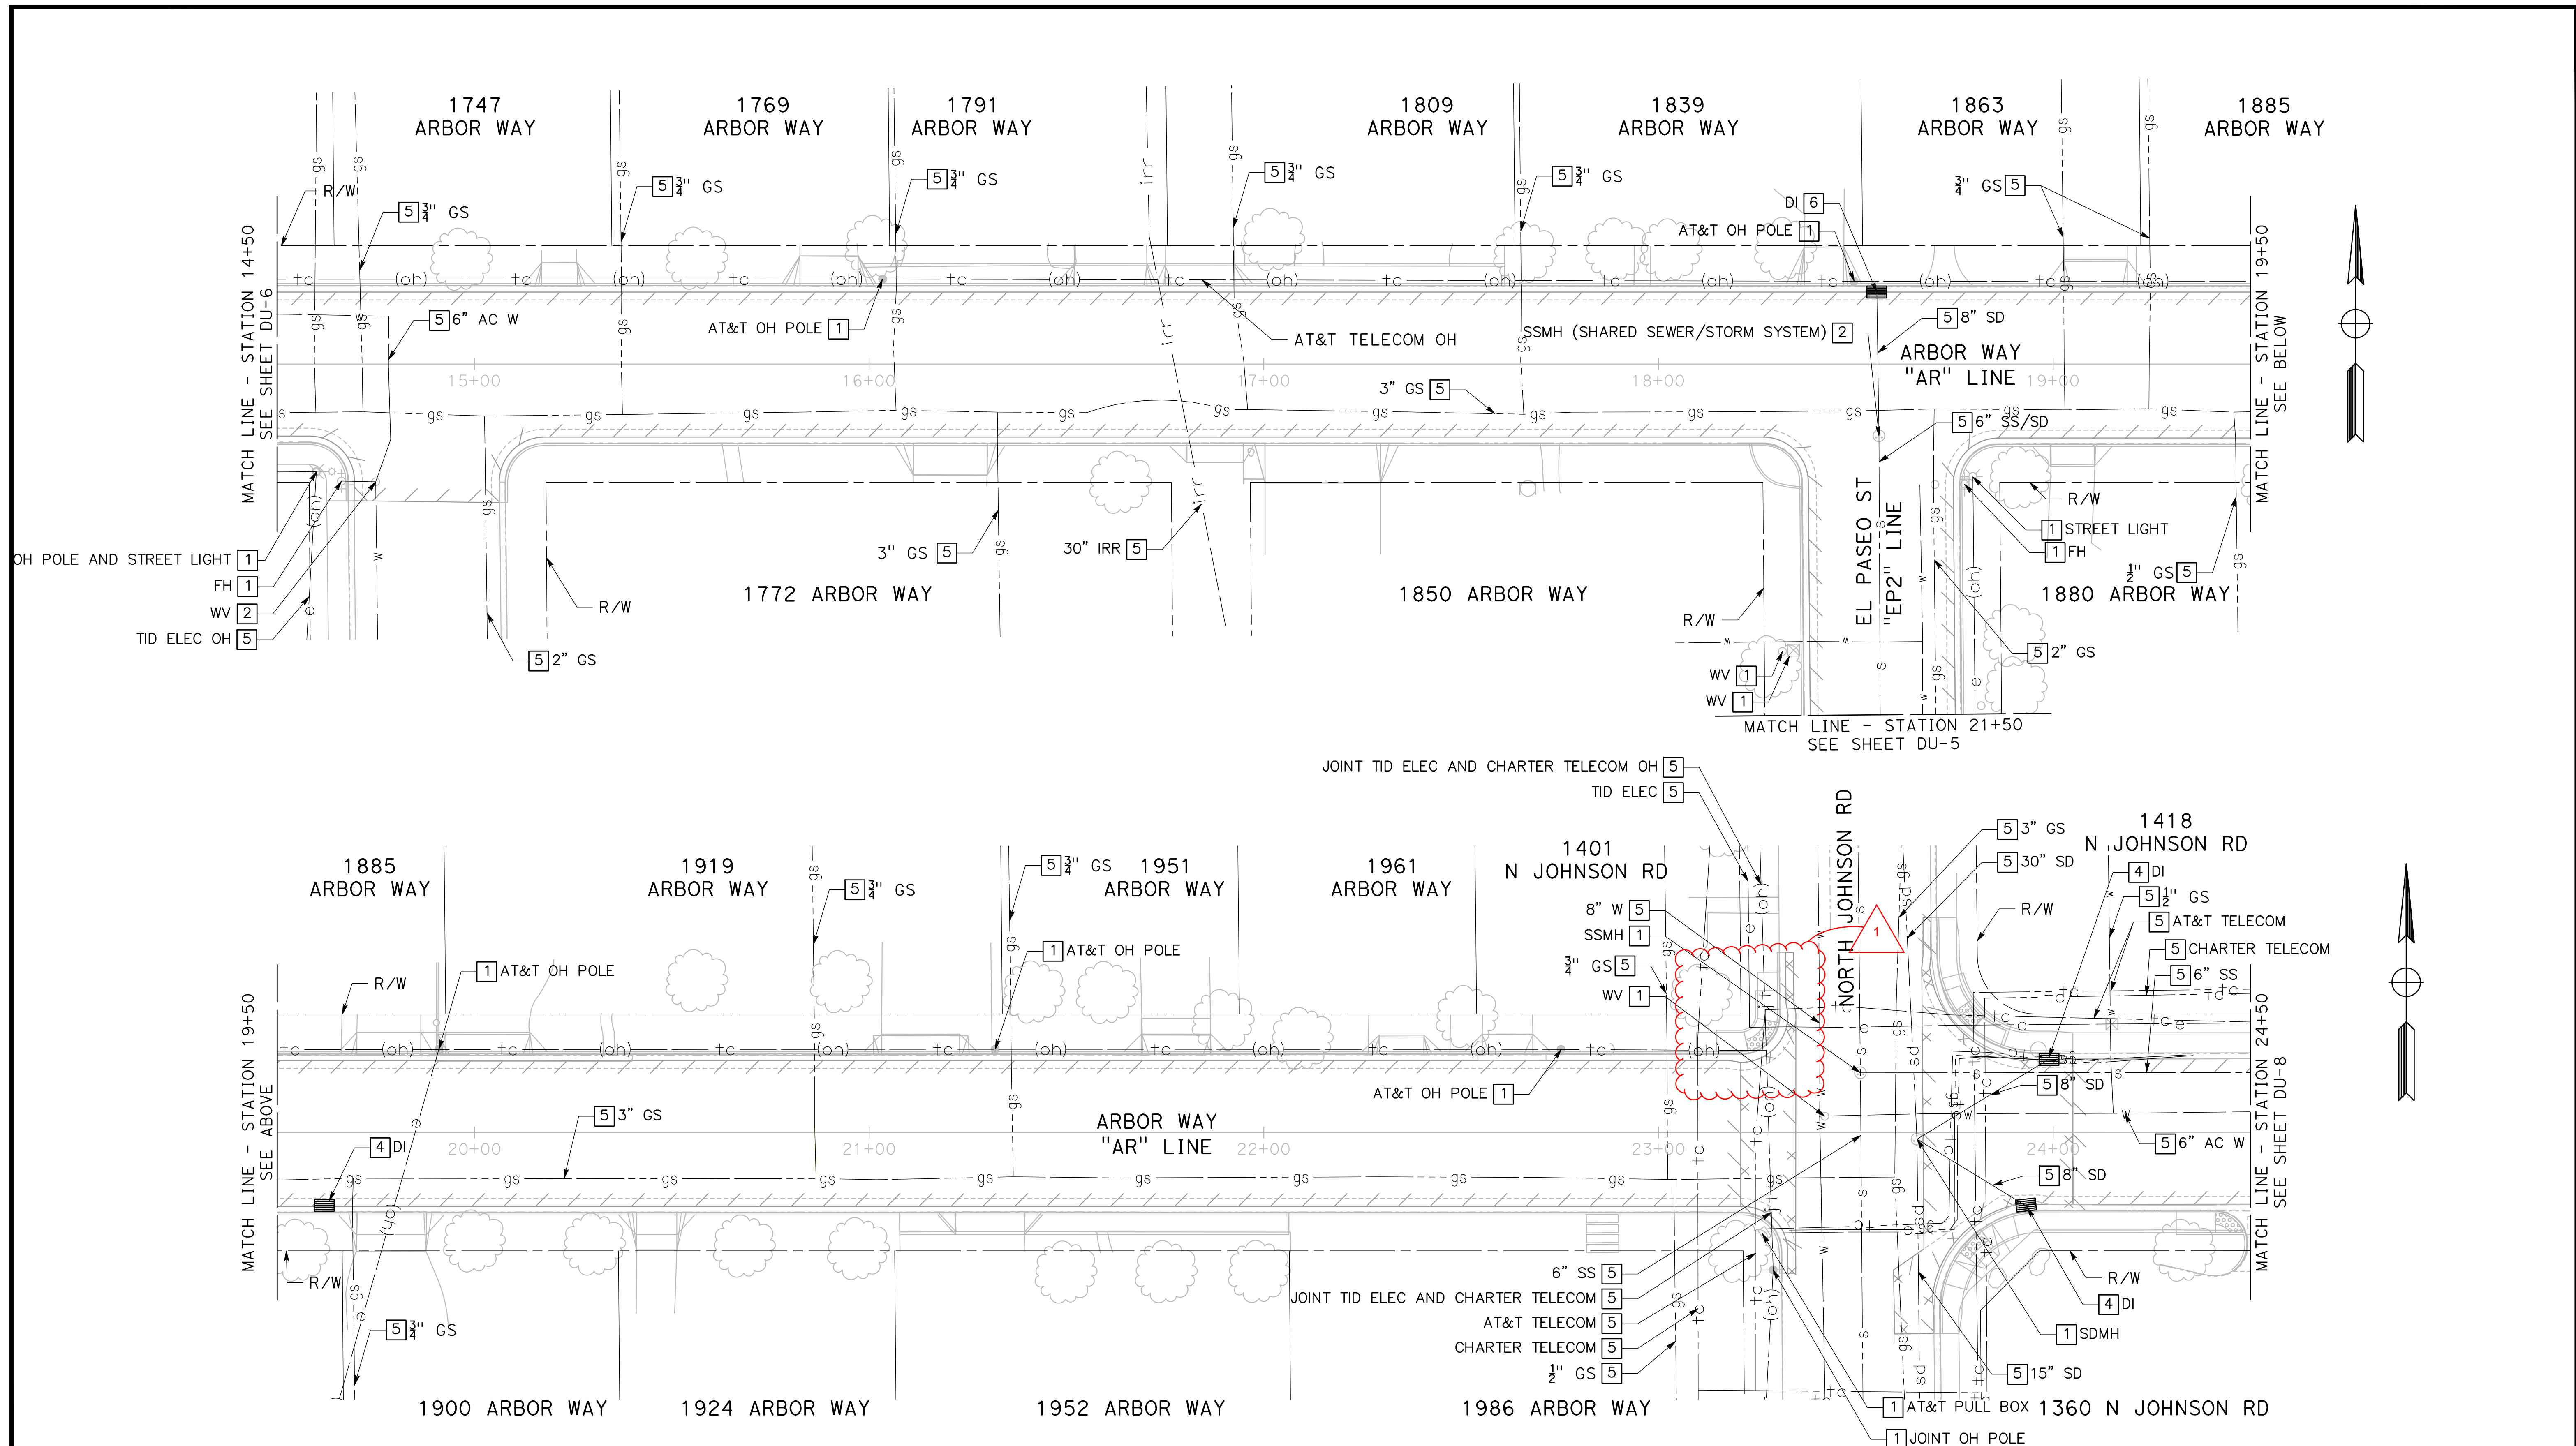 1747
ARBOR WAY
1769
ARBOR WAY
1791
ARBOR WAY
1809
ARBOR WAY
1839
ARBOR WAY
1863
ARBOR WAY
1885
ARBOR WAY
R/W
5 3/4" GS
5 3/4" GS
5 3/4" GS
5 3/4" GS
5 3/4" GS
3/4" GS 5
DI 6
AT&T OH POLE 1
MATCH LINE - STATION 14+50
SEE SHEET DU-6
MATCH LINE - STATION 19+50
SEE BELOW
5 6" AC W
AT&T OH POLE 1
AT&T TELECOM OH
SSMH (SHARED SEWER/STORM SYSTEM) 2
5 8" SD
ARBOR WAY
"AR" LINE
15+00
16+00
17+00
18+00
19+00
3" GS 5
5 6" SS/SD
EL PASEO ST
"EP2" LINE
R/W
1 STREET LIGHT
1 FH
1/2" GS 5
OH POLE AND STREET LIGHT 1
FH 1
WV 2
TID ELEC OH 5
3" GS 5
30" IRR 5
1772 ARBOR WAY
1850 ARBOR WAY
1880 ARBOR WAY
R/W
R/W
5 2" GS
5 2" GS
WV 1
WV 1
MATCH LINE - STATION 21+50
SEE SHEET DU-5
JOINT TID ELEC AND CHARTER TELECOM OH 5
TID ELEC 5
NORTH JOHNSON RD
5 3" GS
5 30" SD
1418
N JOHNSON RD
4 DI
5 1/2" GS
5 AT&T TELECOM
5 CHARTER TELECOM
5 6" SS
R/W
1885
ARBOR WAY
1919
ARBOR WAY
1951
ARBOR WAY
1961
ARBOR WAY
1401
N JOHNSON RD
5 3/4" GS
5 3/4" GS
8" W 5
SSMH 1
3/4" GS 5
WV 1
1
1 AT&T OH POLE
1 AT&T OH POLE
R/W
AT&T OH POLE 1
MATCH LINE - STATION 19+50
SEE ABOVE
MATCH LINE - STATION 24+50
SEE SHEET DU-8
5 3" GS
4 DI
ARBOR WAY
"AR" LINE
20+00
21+00
22+00
23+00
24+00
5 8" SD
5 6" AC W
5 8" SD
R/W
4 DI
1 SDMH
5 15" SD
R/W
5 3/4" GS
6" SS 5
JOINT TID ELEC AND CHARTER TELECOM 5
AT&T TELECOM 5
CHARTER TELECOM 5
1/2" GS 5
1900 ARBOR WAY
1924 ARBOR WAY
1952 ARBOR WAY
1986 ARBOR WAY
1 AT&T PULL BOX
1360 N JOHNSON RD
1 JOINT OH POLE